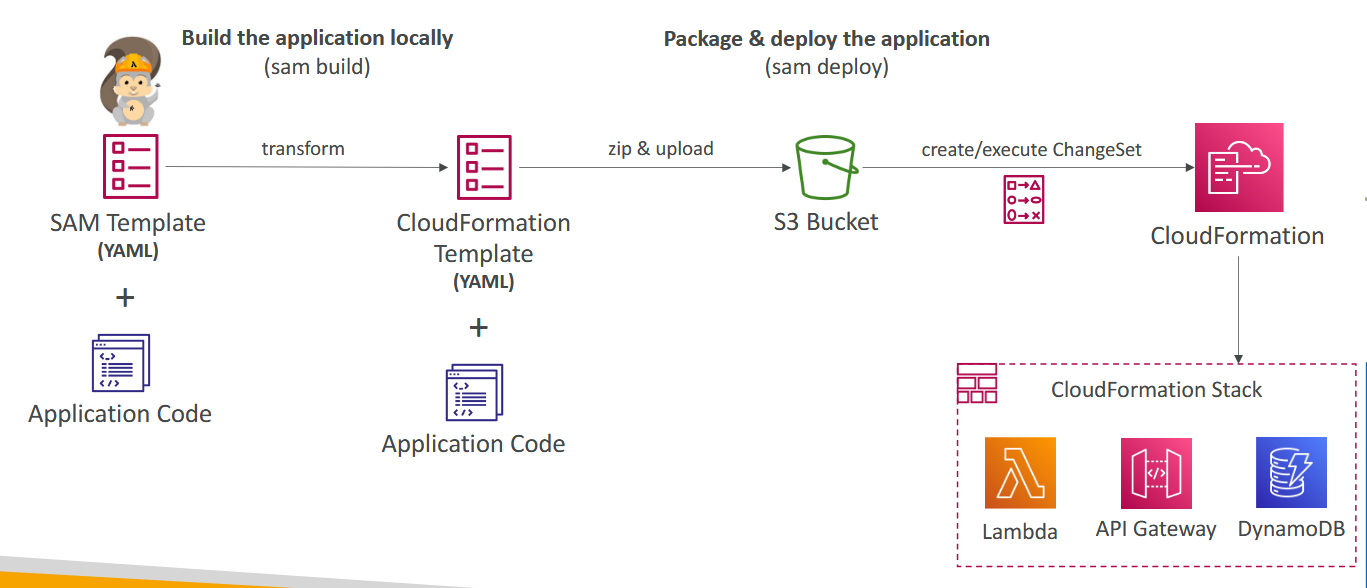 Build the application locally
(sam build)
Package & deploy the application
(sam deploy)
transform
zip & upload
create/execute ChangeSet
SAM Template
(YAML)
+
Application Code
CloudFormation
Template
(YAML)
+
Application Code
S3 Bucket
CloudFormation
CloudFormation Stack
Lambda
API Gateway
DynamoDB